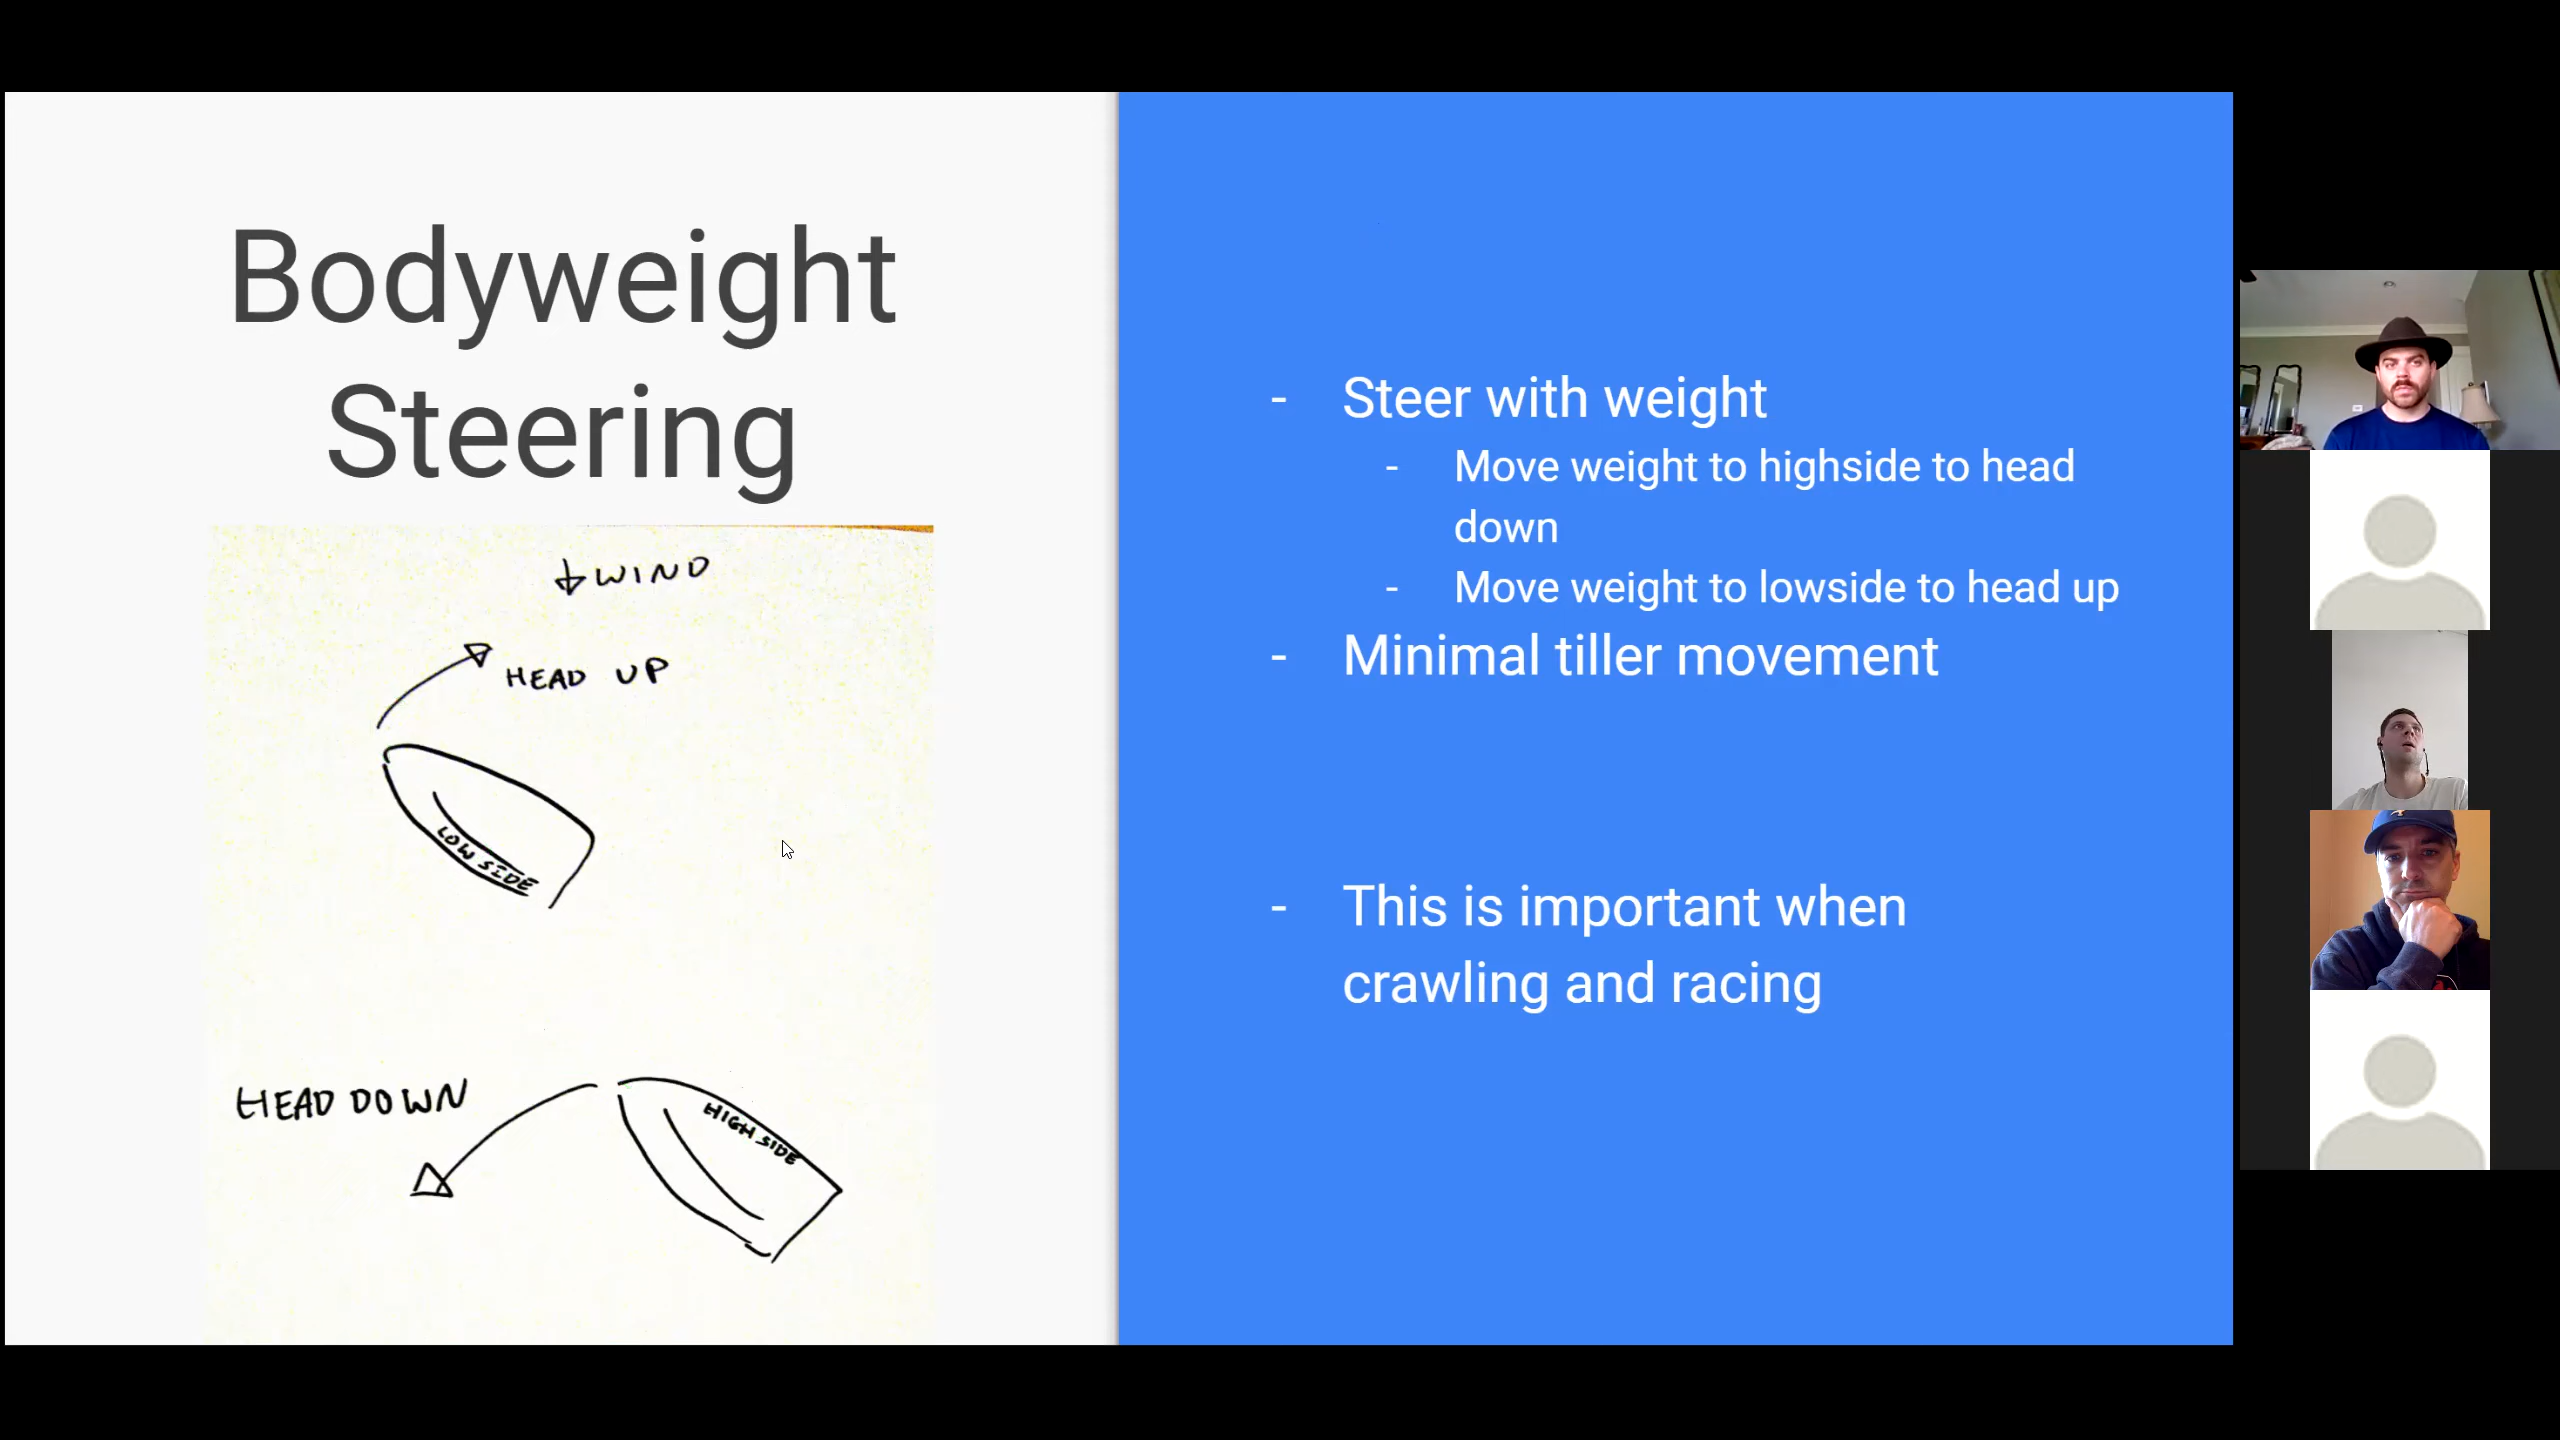 Bodyweight
Steering
WIND
HEAD UP
LOW SIDE
HEAD DOWN
HIGH SIDE
- Steer with weight
- Move weight to highside to head
down
- Move weight to lowside to head up
- Minimal tiller movement
- This is important when
crawling and racing